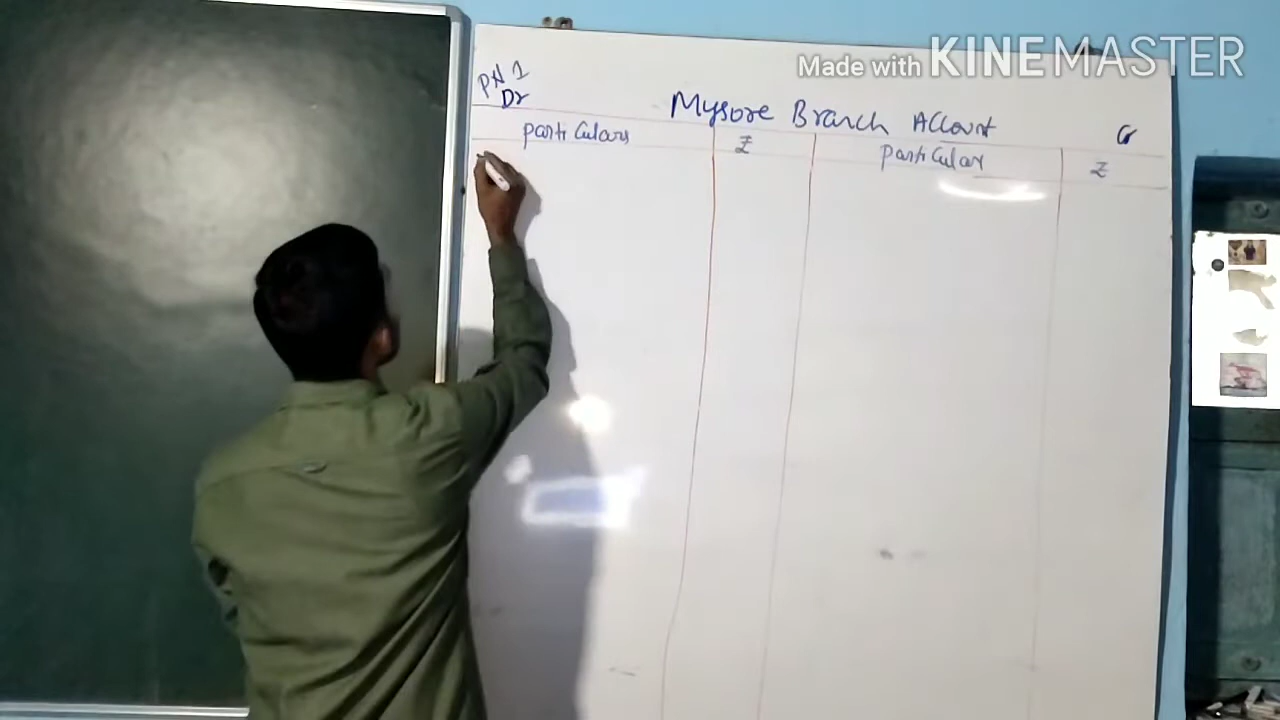 Made with KINEMASTER
PN 1
Dr Mysore Branch Account Cr
particulars ₹ particular ₹